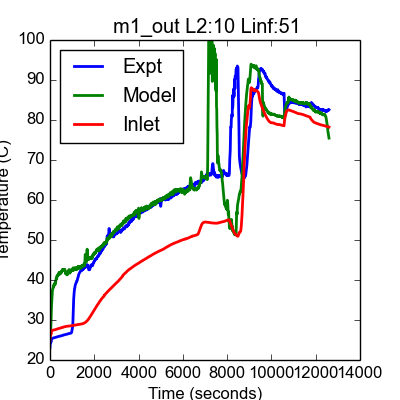 m1_out L2:10 Linf:51
100
90
80
70
60
50
40
30
20
Expt
Model
Inlet
Temperature (C)
0 2000 4000 6000 8000 10000 12000 14000
Time (seconds)